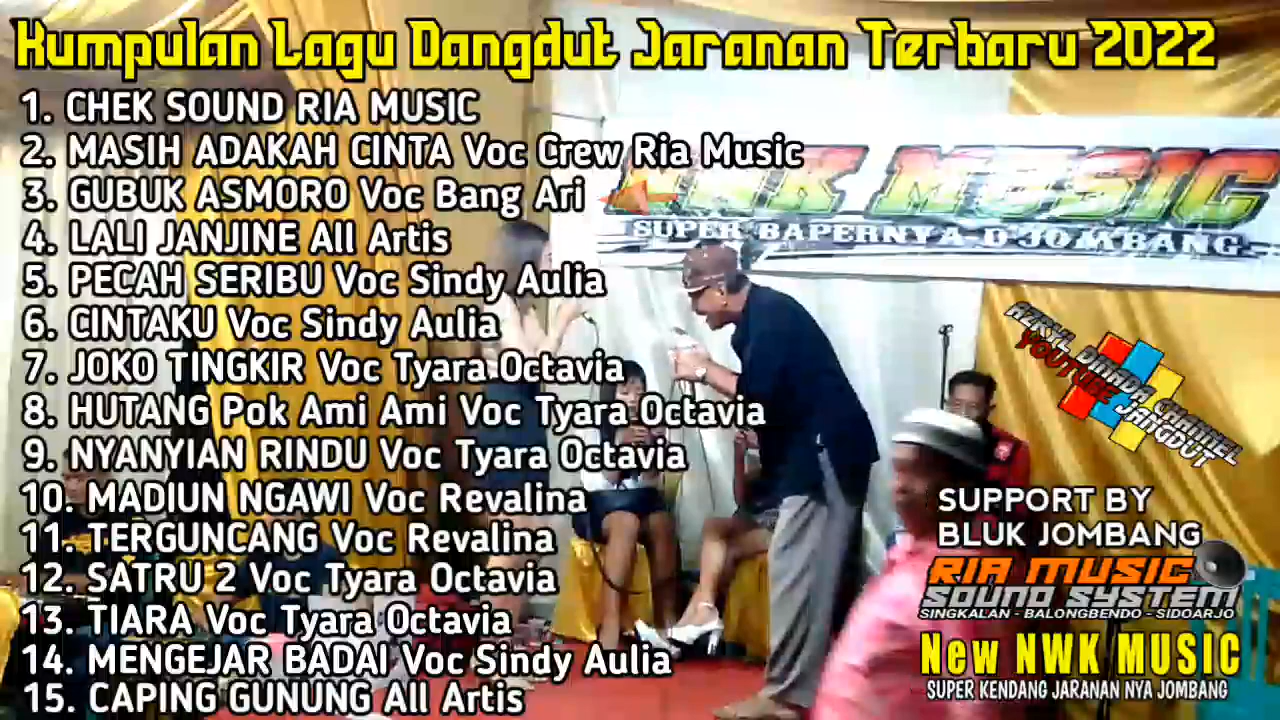 Kumpulan Lagu Dangdut Jaranan Terbaru 2022
1. CHEK SOUND RIA MUSIC
2. MASIH ADAKAH CINTA Voc Crew Ria Music
3. GUBUK ASMORO Voc Bang Ari
4. LALI JANJINE All Artis
5. PECAH SERIBU Voc Sindy Aulia
6. CINTAKU Voc Sindy Aulia
7. JOKO TINGKIR Voc Tyara Octavia
8. HUTANG Pok Ami Ami Voc Tyara Octavia
9. NYANYIAN RINDU Voc Tyara Octavia
10. MADIUN NGAWI Voc Revalina
11. TERGUNCANG Voc Revalina
12. SATRU 2 Voc Tyara Octavia
13. TIARA Voc Tyara Octavia
14. MENGEJAR BADAI Voc Sindy Aulia
15. CAPING GUNUNG All Artis
MUSIC
SUPER BAPERNYA D'JOMBANG
CHANNEL
YOUTUBE JANGDUT
SUPPORT BY
BLUK JOMBANG
RIA MUSIC
SOUND SYSTEM
SINGKALAN - BALONGBENDO - SIDOARJO
New NWK MUSIC
SUPER KENDANG JARANAN NYA JOMBANG